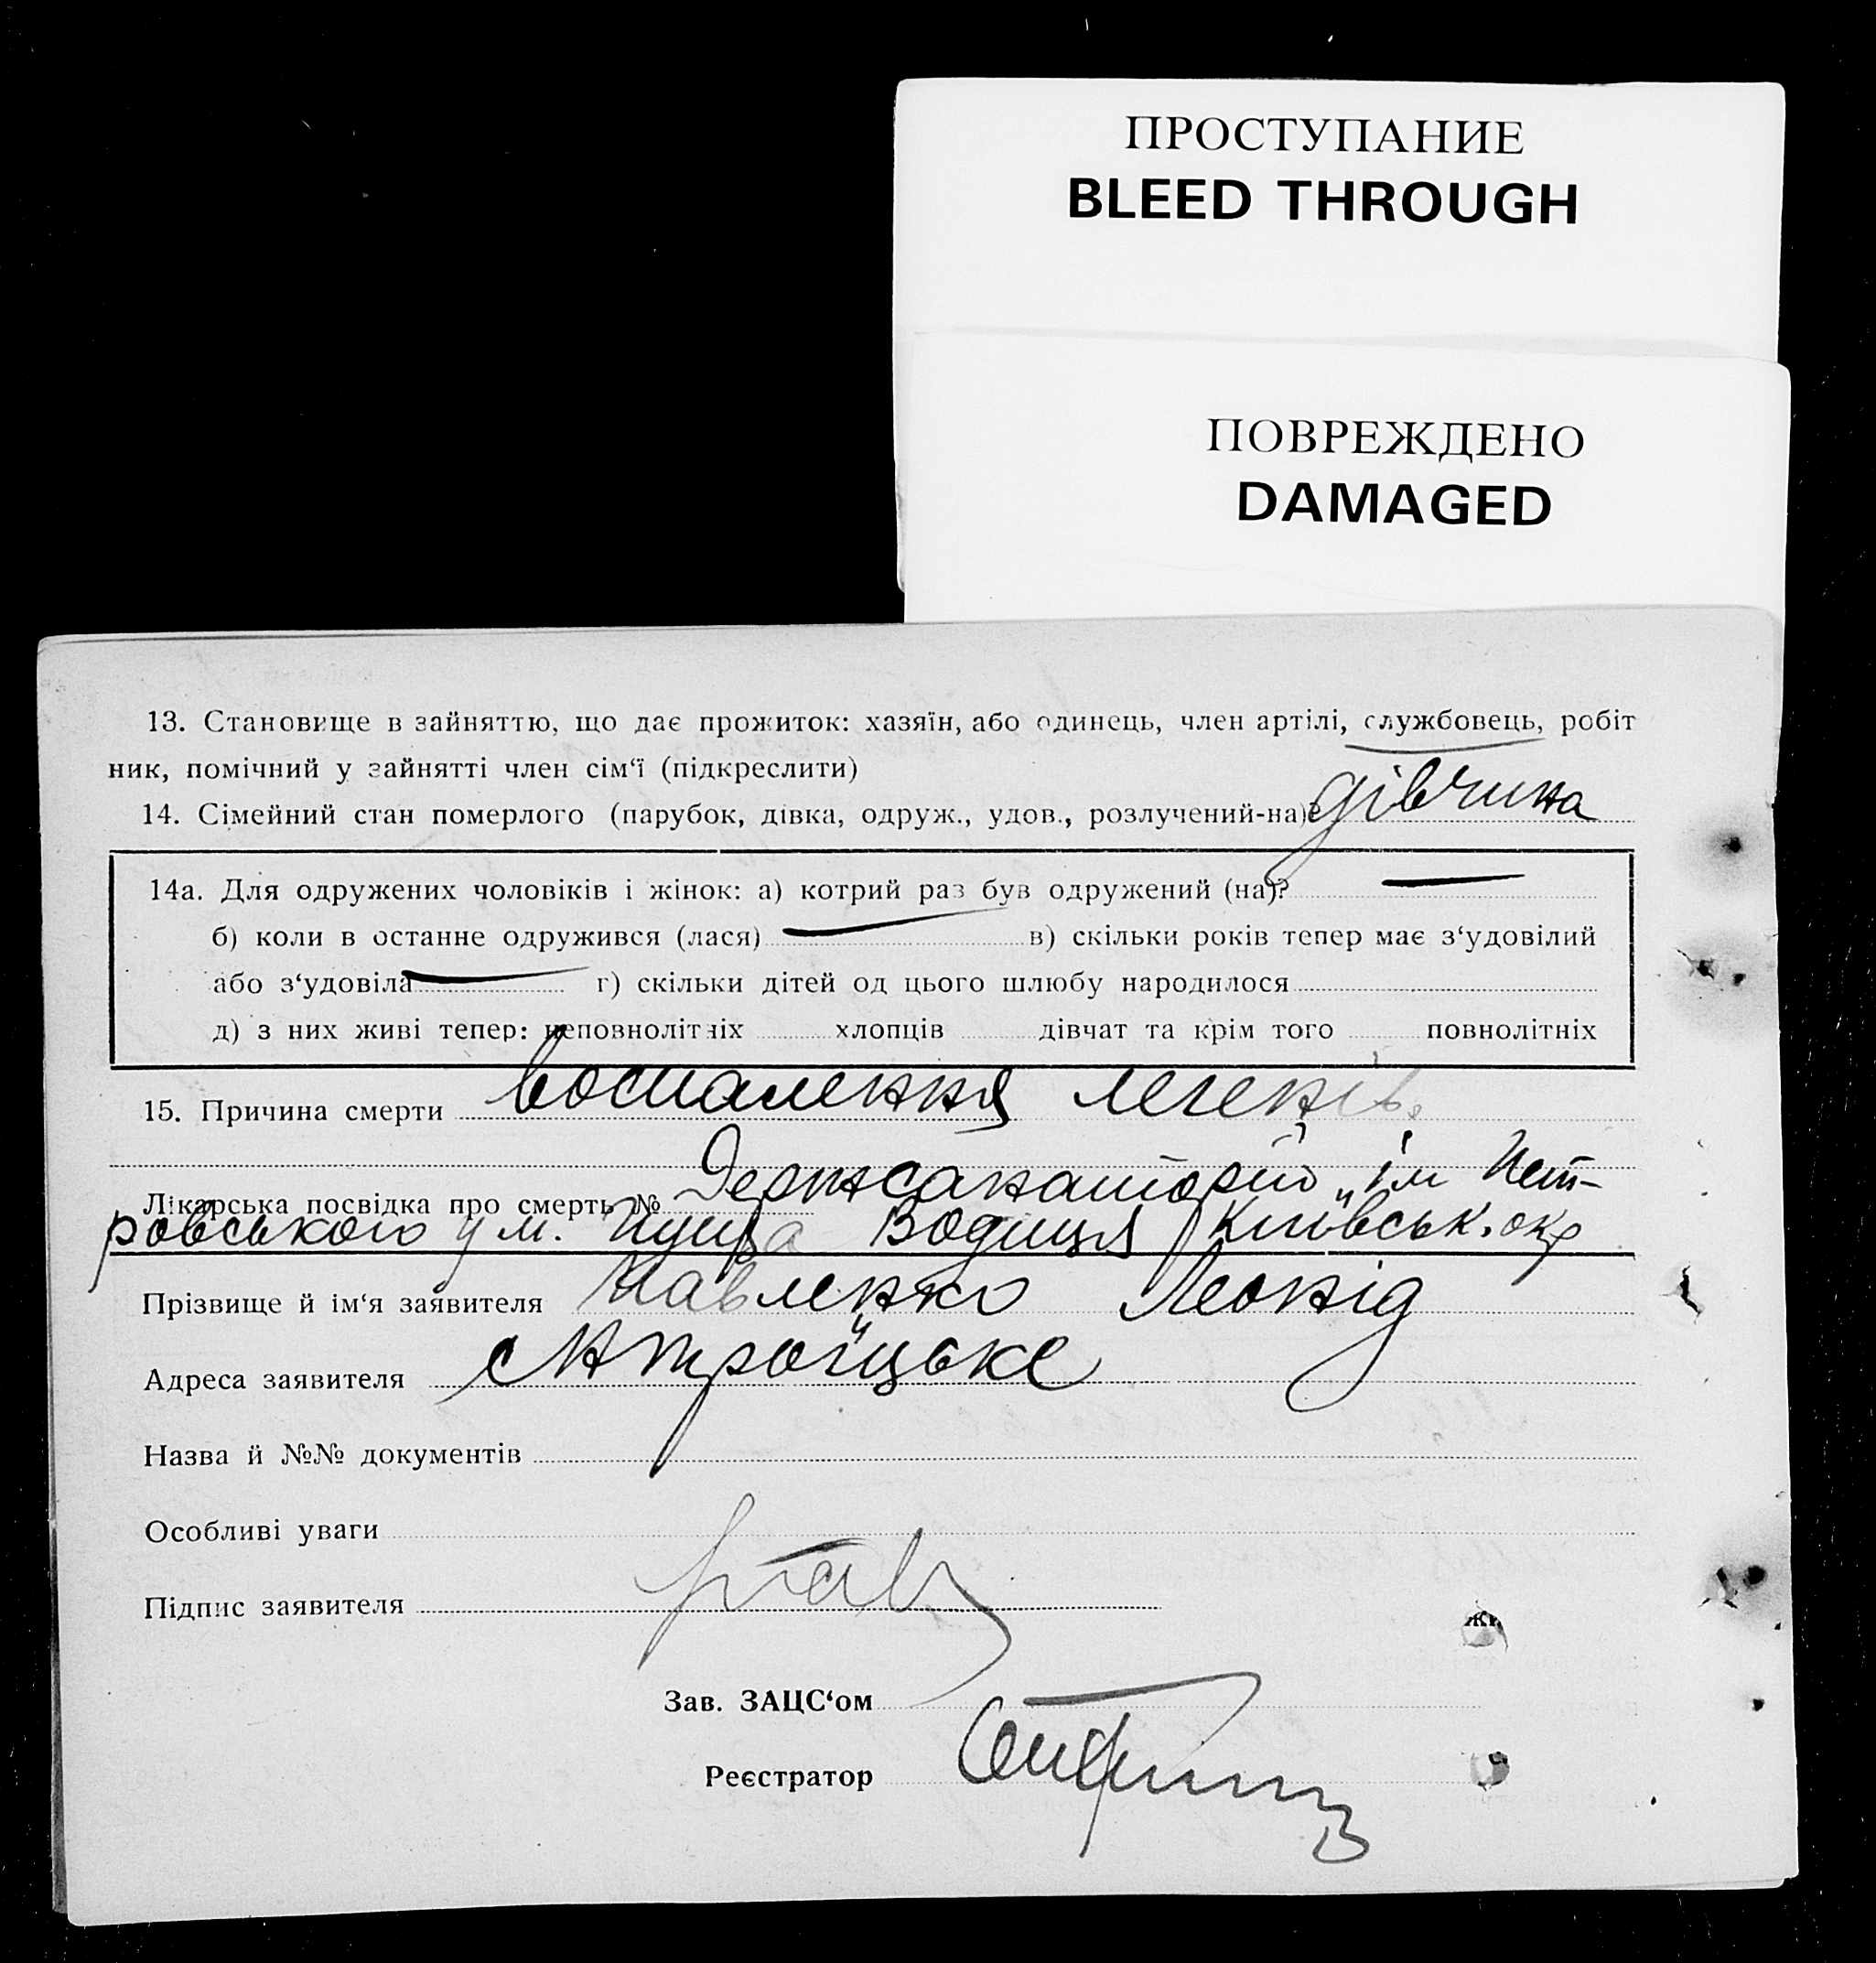 ПРОСТУПАНИЕ
BLEED THROUGH
ПОВРЕЖДЕНО
DAMAGED
13. Становище в зайняттю, що дає прожиток: хазяїн, або одинець, член артілі, службовець, робіт
ник, помічний у зайнятті член сім‘ї (підкреслити)
14. Сімейний стан померлого (парубок, дівка, одруж., удов., розлучений-на)? дівчина
14а. Для одружених чоловіків і жінок: а) котрий раз був одружений (на)? —
б) коли в останне одружився (лася) — в) скільки років тепер має з‘удовілий
або з‘удовіла — г) скільки дітей од цього шлюбу народилося
д) з них живі тепер: неповнолітніх хлопців дівчат та крім того повнолітніх
15. Причина смерти воспалення легенів.
Держсанаторій ім Пет-
Лікарська посвідка про смерть №
ровського у м. Пуща Водиця Київськ. окр
Прізвище й ім‘я заявителя Павленко Леонід
Адреса заявителя Троїцьке
Назва й №№ документів
Особливі уваги
Підпис заявителя
Зав. ЗАЦС‘ом
Реєстратор